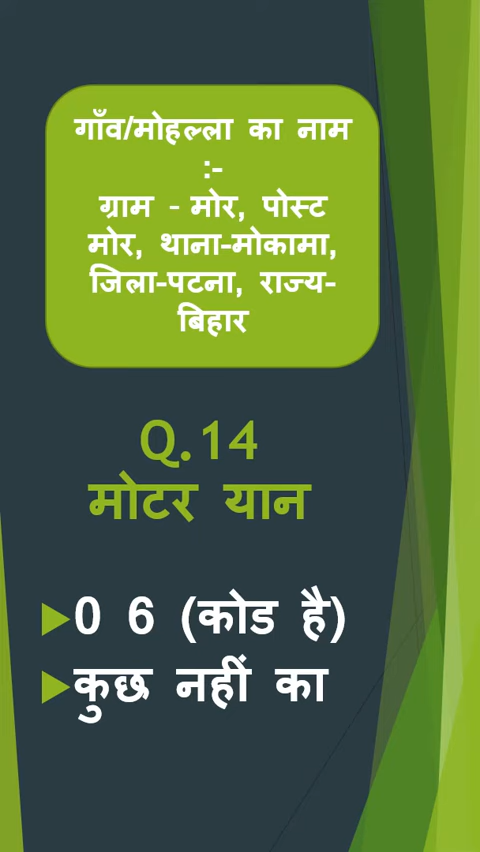 गाँव/मोहल्ला का नाम
:-
ग्राम - मोर, पोस्ट
मोर, थाना-मोकामा,
जिला-पटना, राज्य-
बिहार
Q.14
मोटर यान
0 6 (कोड है)
कुछ नहीं का